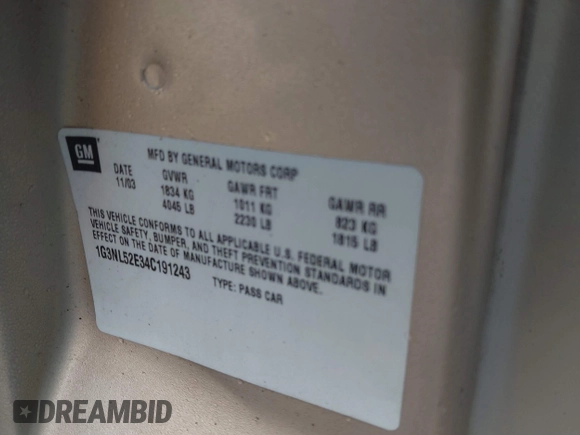 GM
MFD BY GENERAL MOTORS CORP
DATE GVWR GAWR FRT GAWR RR
11/03 1834 KG 1011 KG 823 KG
4045 LB 2230 LB 1815 LB
THIS VEHICLE CONFORMS TO ALL APPLICABLE U.S. FEDERAL MOTOR
VEHICLE SAFETY, BUMPER, AND THEFT PREVENTION STANDARDS IN
EFFECT ON THE DATE OF MANUFACTURE SHOWN ABOVE.
1G3NL52E34C191243
TYPE: PASS CAR
DREAMBID